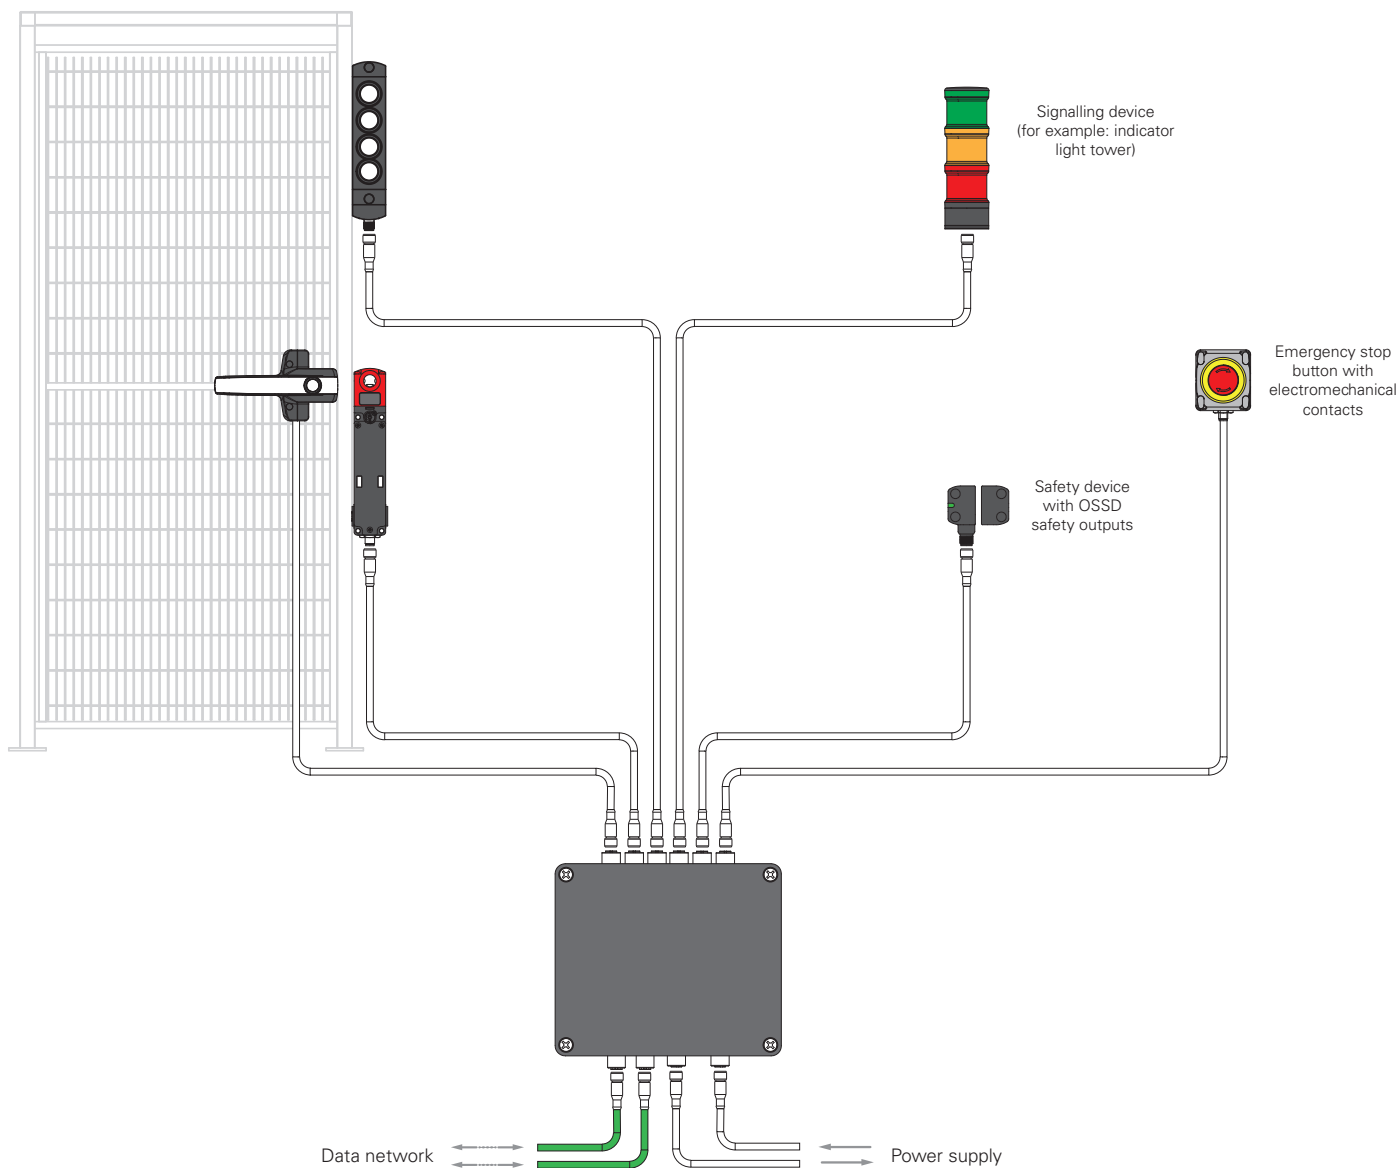 Signalling device
(for example: indicator
light tower)
Emergency stop
button with
electromechanical
contacts
Safety device
with OSSD
safety outputs
Data network
Power supply